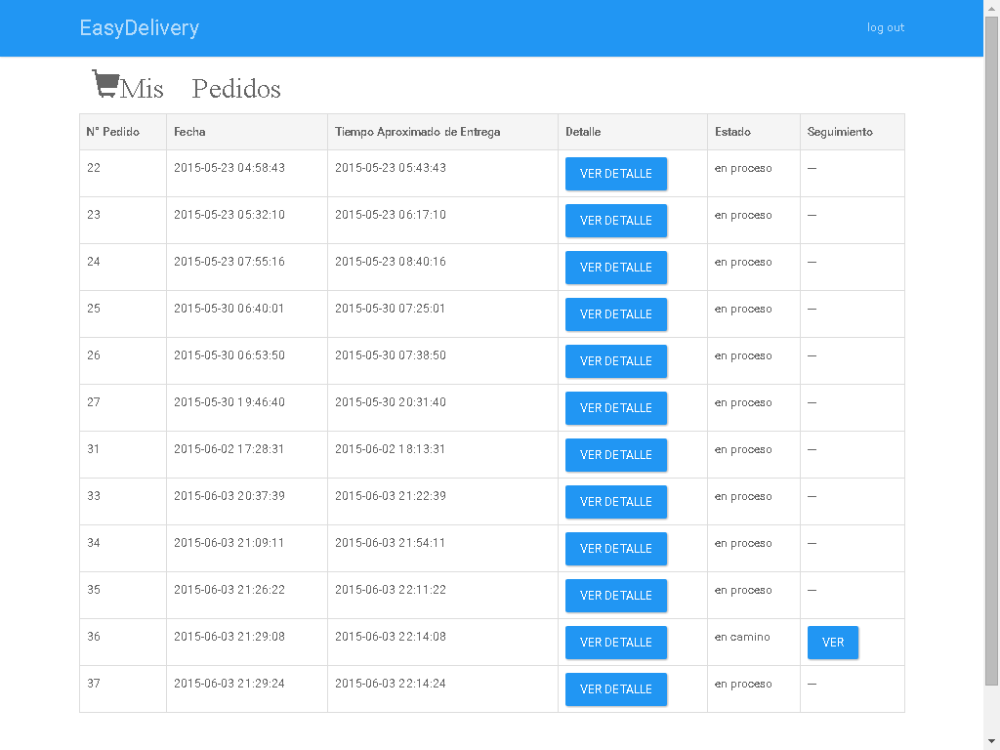 EasyDelivery log out
Mis Pedidos
N° Pedido Fecha Tiempo Aproximado de Entrega Detalle Estado Seguimiento
22 2015-05-23 04:58:43 2015-05-23 05:43:43 VER DETALLE en proceso ---
23 2015-05-23 05:32:10 2015-05-23 06:17:10 VER DETALLE en proceso ---
24 2015-05-23 07:55:16 2015-05-23 08:40:16 VER DETALLE en proceso ---
25 2015-05-30 06:40:01 2015-05-30 07:25:01 VER DETALLE en proceso ---
26 2015-05-30 06:53:50 2015-05-30 07:38:50 VER DETALLE en proceso ---
27 2015-05-30 19:46:40 2015-05-30 20:31:40 VER DETALLE en proceso ---
31 2015-06-02 17:28:31 2015-06-02 18:13:31 VER DETALLE en proceso ---
33 2015-06-03 20:37:39 2015-06-03 21:22:39 VER DETALLE en proceso ---
34 2015-06-03 21:09:11 2015-06-03 21:54:11 VER DETALLE en proceso ---
35 2015-06-03 21:26:22 2015-06-03 22:11:22 VER DETALLE en proceso ---
36 2015-06-03 21:29:08 2015-06-03 22:14:08 VER DETALLE en camino VER
37 2015-06-03 21:29:24 2015-06-03 22:14:24 VER DETALLE en proceso ---